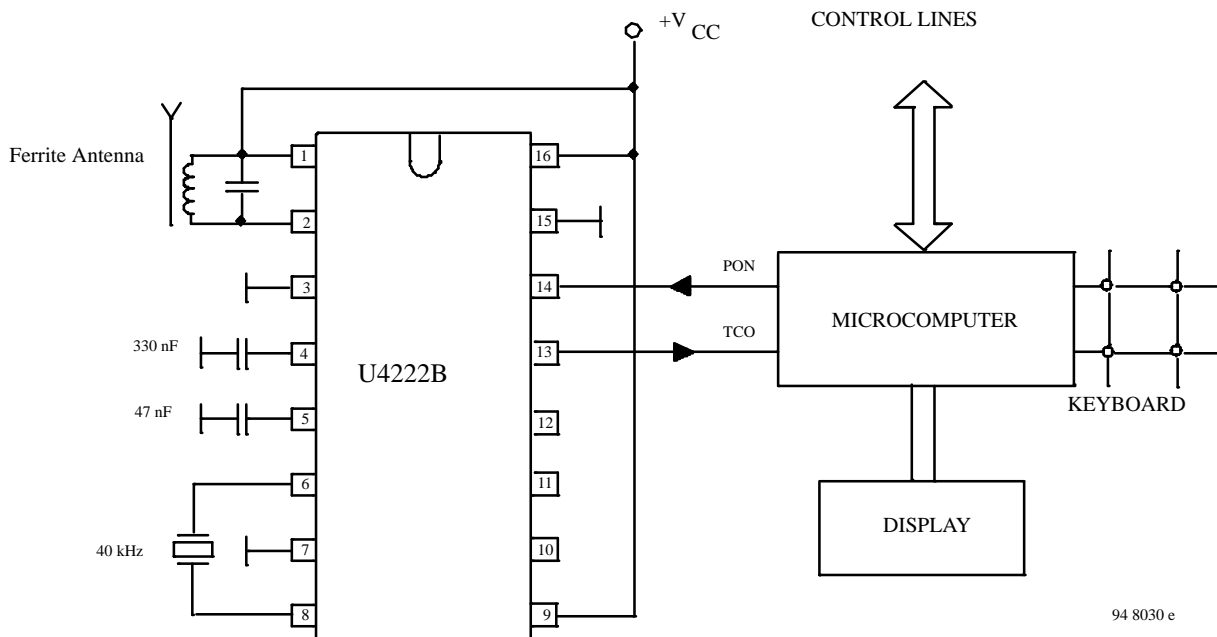 +VCC
CONTROL LINES
Ferrite Antenna
1
16
2
15
3
14
PON
MICROCOMPUTER
330 nF
4
13
TCO
U4222B
47 nF
5
12
KEYBOARD
6
11
40 kHz
7
10
DISPLAY
8
9
94 8030 e